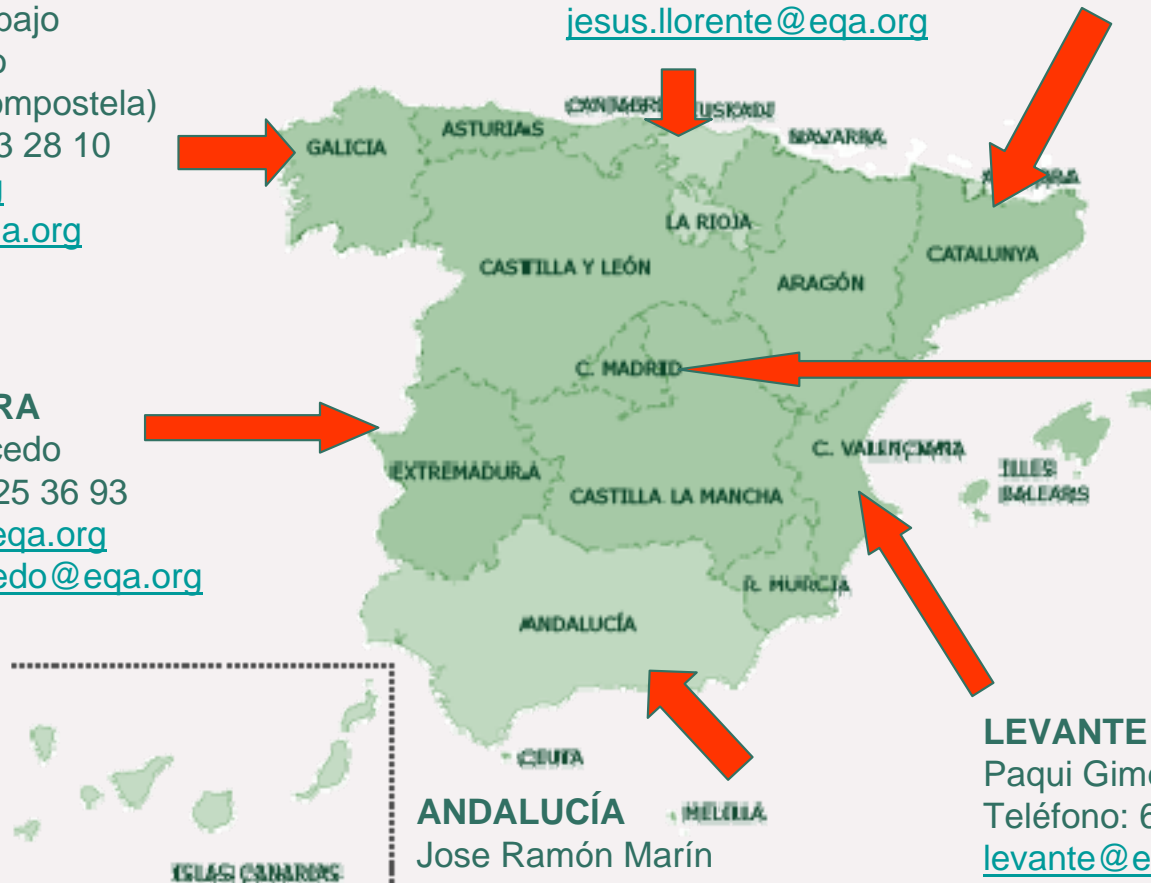 bajo
o
ompostela)
3 28 10
a.org
jesus.llorente@eqa.org
GALICIA
ASTURIAS
CANTABRI
EUSKADI
NAVARRA
LA RIOJA
CASTILLA Y LEÓN
ARAGÓN
CATALUNYA
C. MADRID
RA
cedo
25 36 93
eqa.org
edo@eqa.org
EXTREMADURA
CASTILLA LA MANCHA
C. VALENCIANA
ILLES
BALEARS
R. MURCIA
ANDALUCÍA
CEUTA
MELILLA
ISLAS CANARIAS
ANDALUCÍA
Jose Ramón Marín
LEVANTE
Paqui Gim
Teléfono: 6
levante@e